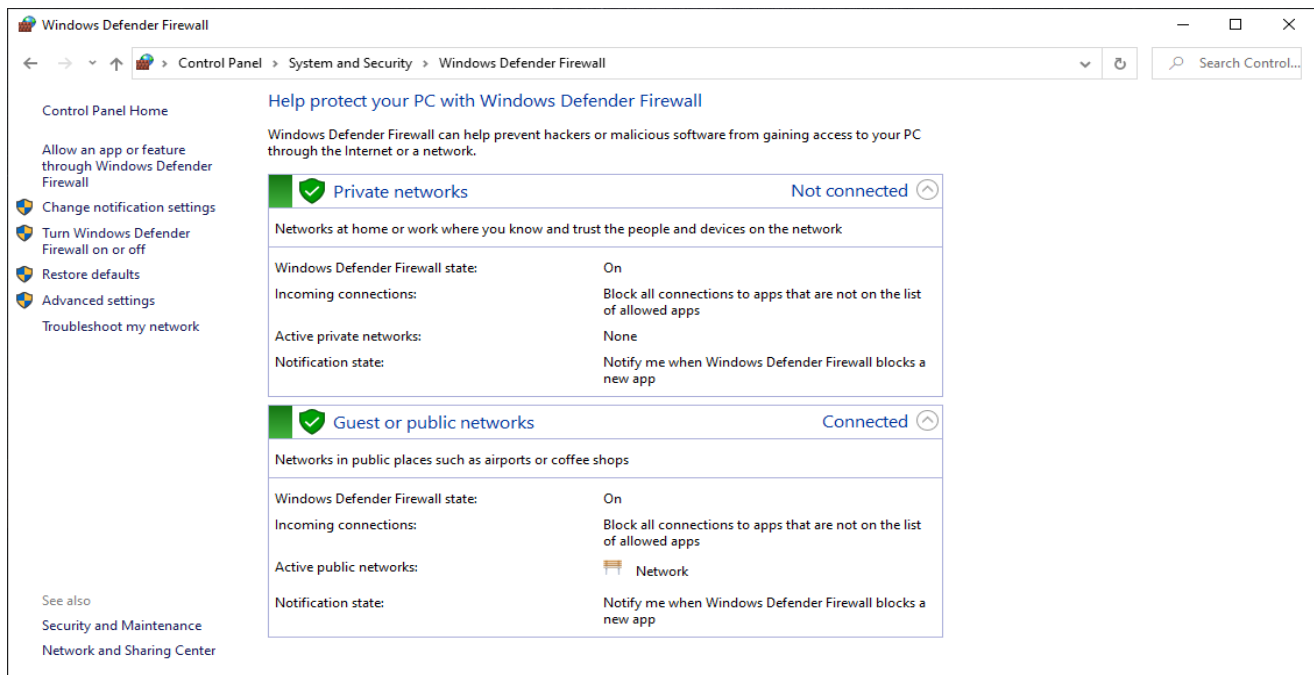 Windows Defender Firewall
Control Panel > System and Security > Windows Defender Firewall
Search Control...
Control Panel Home
Allow an app or feature
through Windows Defender
Firewall
Change notification settings
Turn Windows Defender
Firewall on or off
Restore defaults
Advanced settings
Troubleshoot my network
See also
Security and Maintenance
Network and Sharing Center
Help protect your PC with Windows Defender Firewall
Windows Defender Firewall can help prevent hackers or malicious software from gaining access to your PC
through the Internet or a network.
Private networks Not connected
Networks at home or work where you know and trust the people and devices on the network
Windows Defender Firewall state: On
Incoming connections: Block all connections to apps that are not on the list
of allowed apps
Active private networks: None
Notification state: Notify me when Windows Defender Firewall blocks a
new app
Guest or public networks Connected
Networks in public places such as airports or coffee shops
Windows Defender Firewall state: On
Incoming connections: Block all connections to apps that are not on the list
of allowed apps
Active public networks: Network
Notification state: Notify me when Windows Defender Firewall blocks a
new app